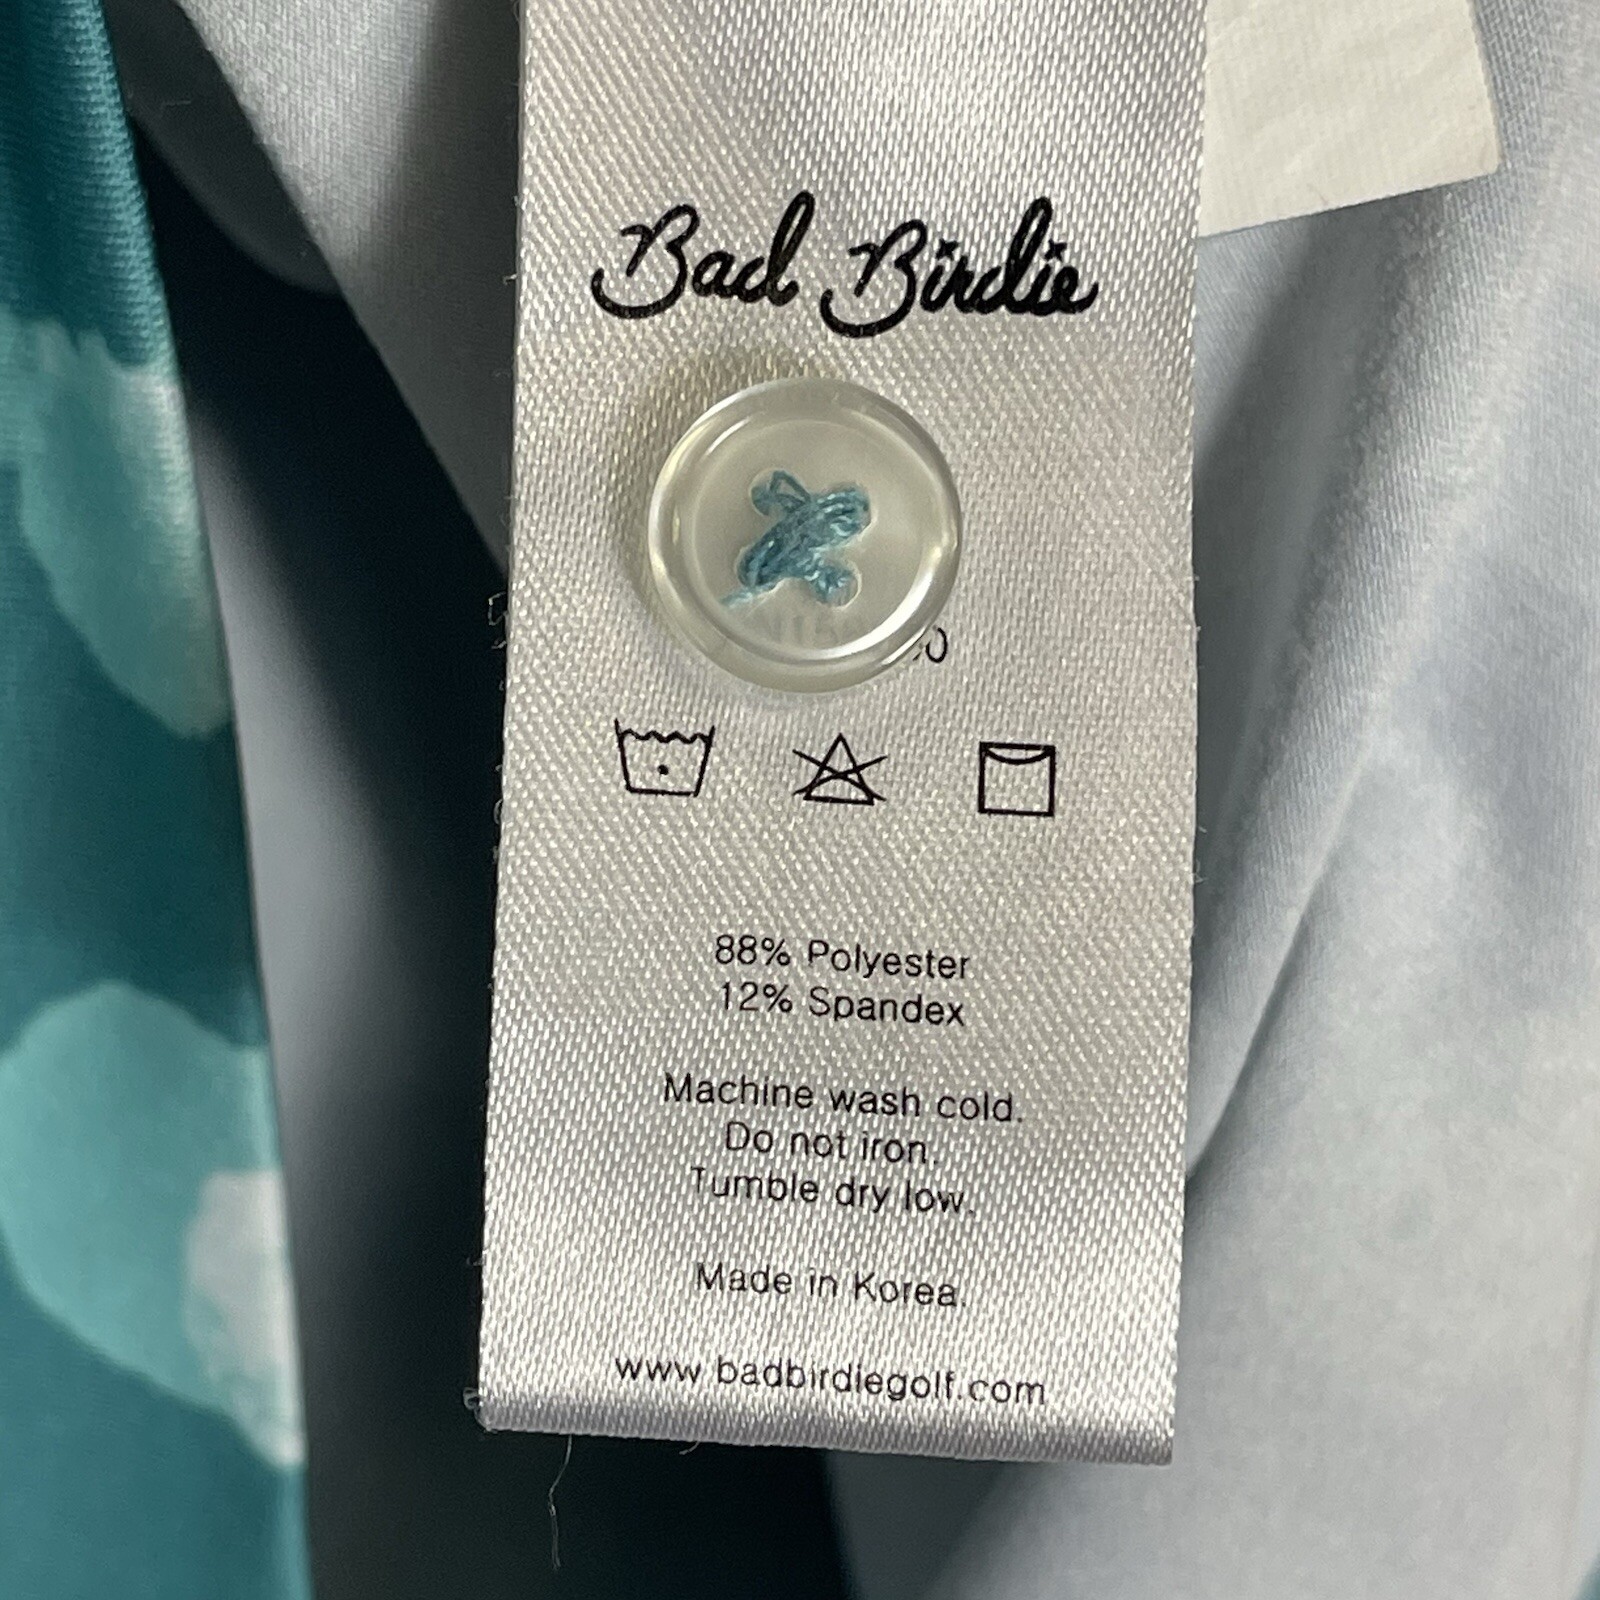 Bad Birdie
88% Polyester
12% Spandex
Machine wash cold.
Do not iron.
Tumble dry low.
Made in Korea.
www.badbirdiegolf.com